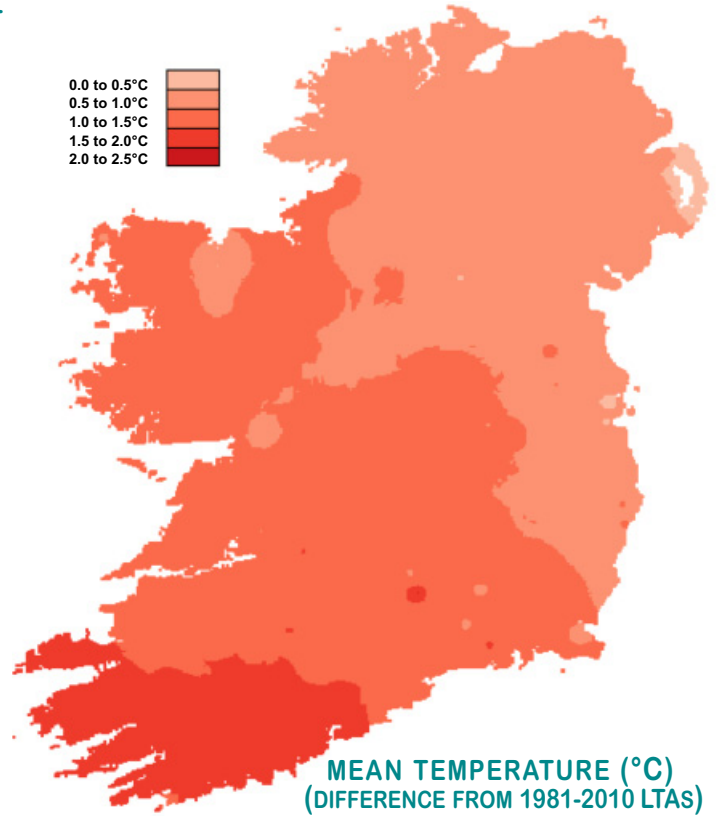 0.0 to 0.5°C
0.5 to 1.0°C
1.0 to 1.5°C
1.5 to 2.0°C
2.0 to 2.5°C
MEAN TEMPERATURE (°C)
(DIFFERENCE FROM 1981-2010 LTAS)